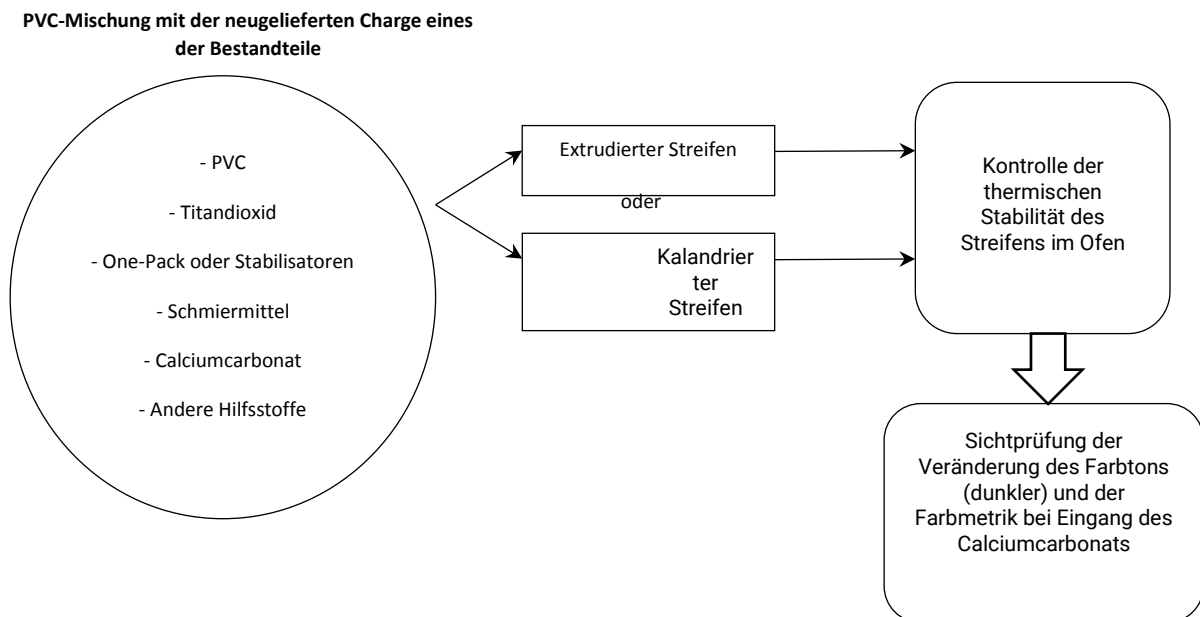 PVC-Mischung mit der neugelieferten Charge eines
der Bestandteile
- PVC
- Titandioxid
- One-Pack oder Stabilisatoren
- Schmiermittel
- Calciumcarbonat
- Andere Hilfsstoffe
Extrudierter Streifen
oder
Kalandrier
ter
Streifen
Kontrolle der
thermischen
Stabilität des
Streifens im Ofen
Sichtprüfung der
Veränderung des Farbtons
(dunkler) und der
Farbmetrik bei Eingang des
Calciumcarbonats